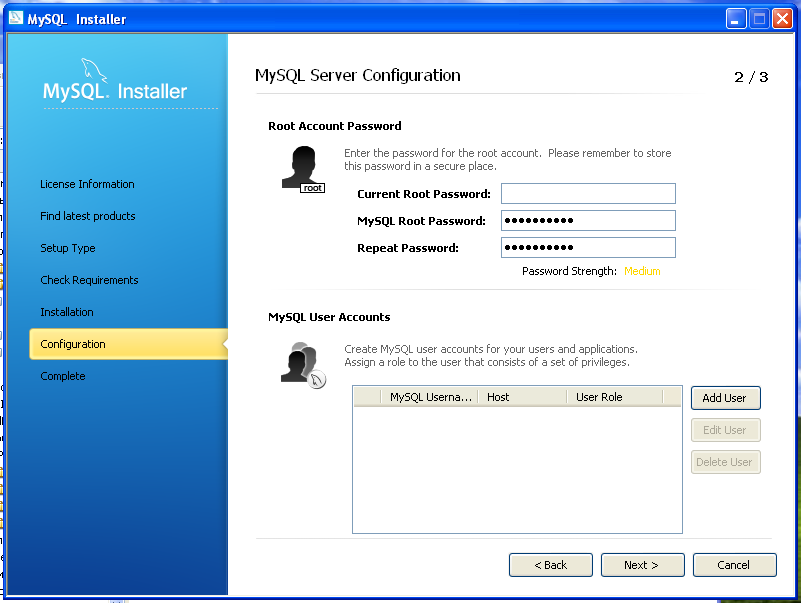 MySQL Installer
MySQL. Installer
License Information
Find latest products
Setup Type
Check Requirements
Installation
Configuration
Complete
MySQL Server Configuration
2 / 3
Root Account Password
root
Enter the password for the root account. Please remember to store
this password in a secure place.
Current Root Password:
MySQL Root Password: ●●●●●●●●●●
Repeat Password: ●●●●●●●●●●
Password Strength: Medium
MySQL User Accounts
Create MySQL user accounts for your users and applications.
Assign a role to the user that consists of a set of privileges.
MySQL Userna... Host User Role
Add User
Edit User
Delete User
< Back Next > Cancel